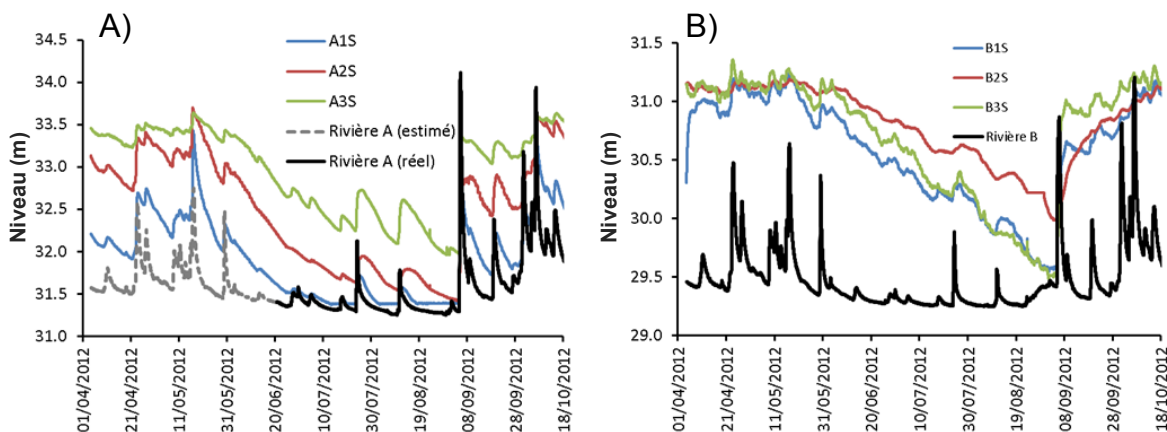 A)
Niveau (m)
34.5
34.0
33.5
33.0
32.5
32.0
31.5
31.0
A1S
A2S
A3S
Rivière A (estimé)
Rivière A (réel)
01/04/2012
21/04/2012
11/05/2012
31/05/2012
20/06/2012
10/07/2012
30/07/2012
19/08/2012
08/09/2012
28/09/2012
18/10/2012
B)
Niveau (m)
31.5
31.0
30.5
30.0
29.5
29.0
B1S
B2S
B3S
Rivière B
01/04/2012
21/04/2012
11/05/2012
31/05/2012
20/06/2012
10/07/2012
30/07/2012
19/08/2012
08/09/2012
28/09/2012
18/10/2012